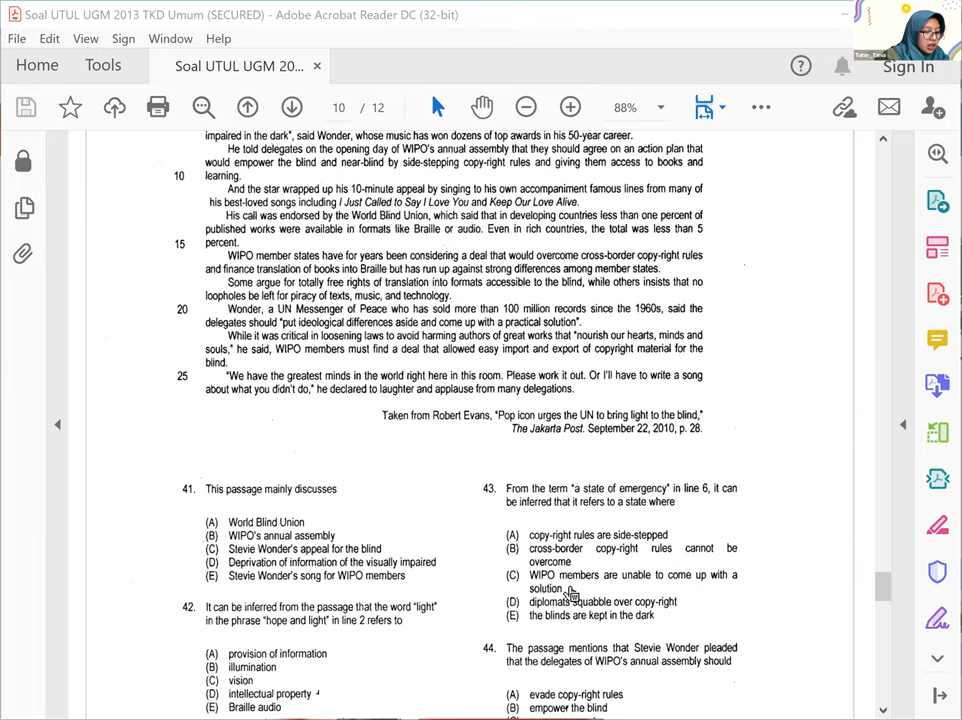 Soal UTUL UGM 2013 TKD Umum (SECURED) - Adobe Acrobat Reader DC (32-bit)
File Edit View Sign Window Help
Home Tools Soal UTUL UGM 20... × Sign In
Tutor_Tania
10 / 12 88%
impaired in the dark", said Wonder, whose music has won dozens of top awards in his 50-year career.
He told delegates on the opening day of WIPO's annual assembly that they should agree on an action plan that
would empower the blind and near-blind by side-stepping copy-right rules and giving them access to books and
10 learning.
And the star wrapped up his 10-minute appeal by singing to his own accompaniment famous lines from many of
his best-loved songs including I Just Called to Say I Love You and Keep Our Love Alive.
His call was endorsed by the World Blind Union, which said that in developing countries less than one percent of
published works were available in formats like Braille or audio. Even in rich countries, the total was less than 5
15 percent.
WIPO member states have for years been considering a deal that would overcome cross-border copy-right rules
and finance translation of books into Braille but has run up against strong differences among member states.
Some argue for totally free rights of translation into formats accessible to the blind, while others insists that no
loopholes be left for piracy of texts, music, and technology.
20 Wonder, a UN Messenger of Peace who has sold more than 100 million records since the 1960s, said the
delegates should "put ideological differences aside and come up with a practical solution".
While it was critical in loosening laws to avoid harming authors of great works that "nourish our hearts, minds and
souls," he said, WIPO members must find a deal that allowed easy import and export of copyright material for the
blind.
25 "We have the greatest minds in the world right here in this room. Please work it out. Or I'll have to write a song
about what you didn't do," he declared to laughter and applause from many delegations.
Taken from Robert Evans, "Pop icon urges the UN to bring light to the blind,"
The Jakarta Post. September 22, 2010, p. 28.
41. This passage mainly discusses
(A) World Blind Union
(B) WIPO's annual assembly
(C) Stevie Wonder's appeal for the blind
(D) Deprivation of information of the visually impaired
(E) Stevie Wonder's song for WIPO members
42. It can be inferred from the passage that the word "light"
in the phrase "hope and light" in line 2 refers to
(A) provision of information
(B) illumination
(C) vision
(D) intellectual property
(E) Braille audio
43. From the term "a state of emergency" in line 6, it can
be inferred that it refers to a state where
(A) copy-right rules are side-stepped
(B) cross-border copy-right rules cannot be
overcome
(C) WIPO members are unable to come up with a
solution
(D) diplomats squabble over copy-right
(E) the blinds are kept in the dark
44. The passage mentions that Stevie Wonder pleaded
that the delegates of WIPO's annual assembly should
(A) evade copy-right rules
(B) empower the blind